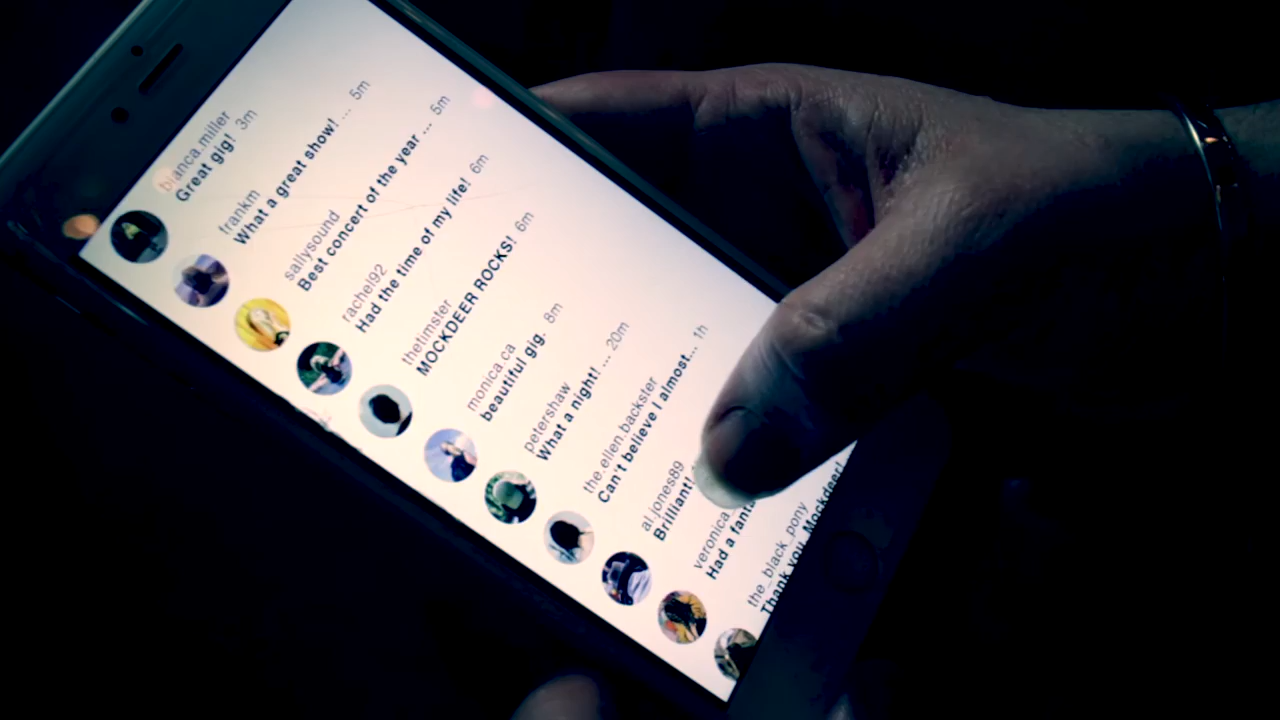 bianca.miller
Great gig! 3m
frankm
What a great show! ... 5m
sallysound
Best concert of the year ... 5m
rachel92
Had the time of my life! 6m
thetimster
MOCKDEER ROCKS! 6m
monica.ca
beautiful gig. 8m
petershaw
What a night! ... 20m
the.ellen.backster
Can't believe I almost... 1h
al.jones89
Brilliant!
veronica_
Had a
the_black_pony
Thank you, Mockdeer!